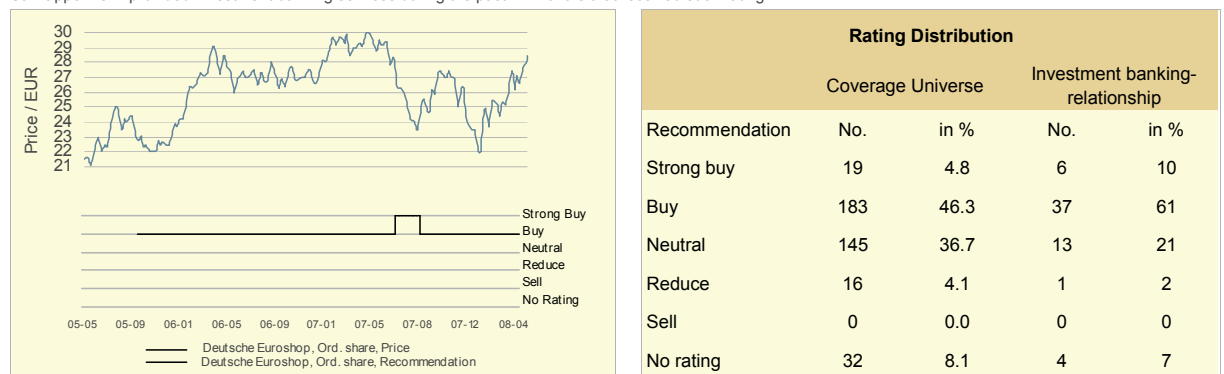 Price / EUR
30
29
28
27
26
25
24
23
22
21
Strong Buy
Buy
Neutral
Reduce
Sell
No Rating
05-05 05-09 06-01 06-05 06-09 07-01 07-05 07-08 07-12 08-04
Deutsche Euroshop, Ord. share, Price
Deutsche Euroshop, Ord. share, Recommendation
Rating Distribution
Coverage Universe Investment banking-
relationship
Recommendation No. in % No. in %
Strong buy 19 4.8 6 10
Buy 183 46.3 37 61
Neutral 145 36.7 13 21
Reduce 16 4.1 1 2
Sell 0 0.0 0 0
No rating 32 8.1 4 7